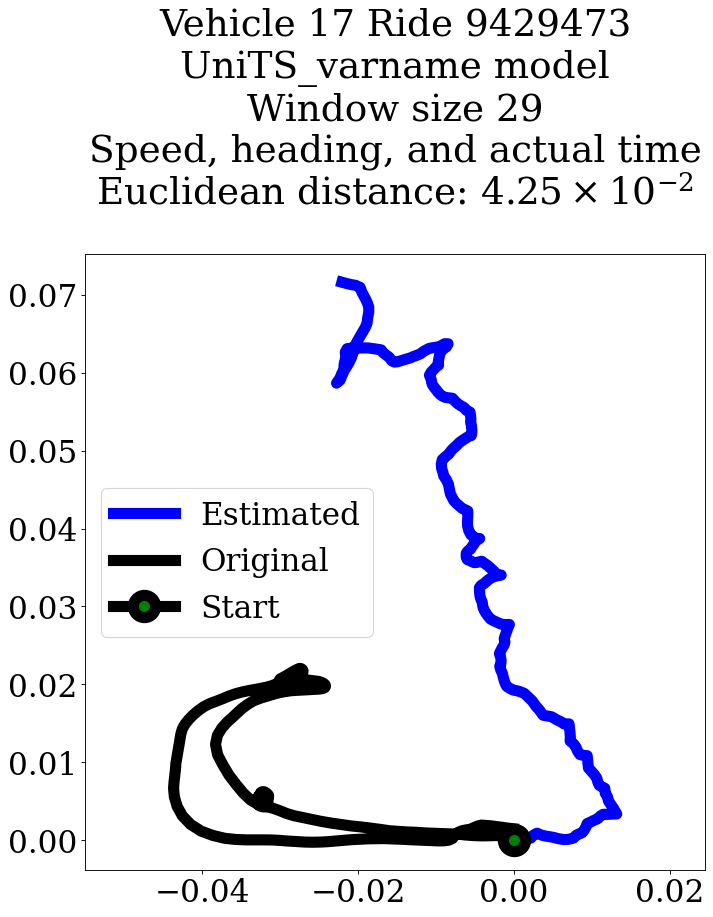 Vehicle 17 Ride 9429473
UniTS_varname model
Window size 29
Speed, heading, and actual time
Euclidean distance: 4.25 × 10⁻²
0.07
0.06
0.05
0.04
0.03
0.02
0.01
0.00
Estimated
Original
Start
−0.04 −0.02 0.00 0.02